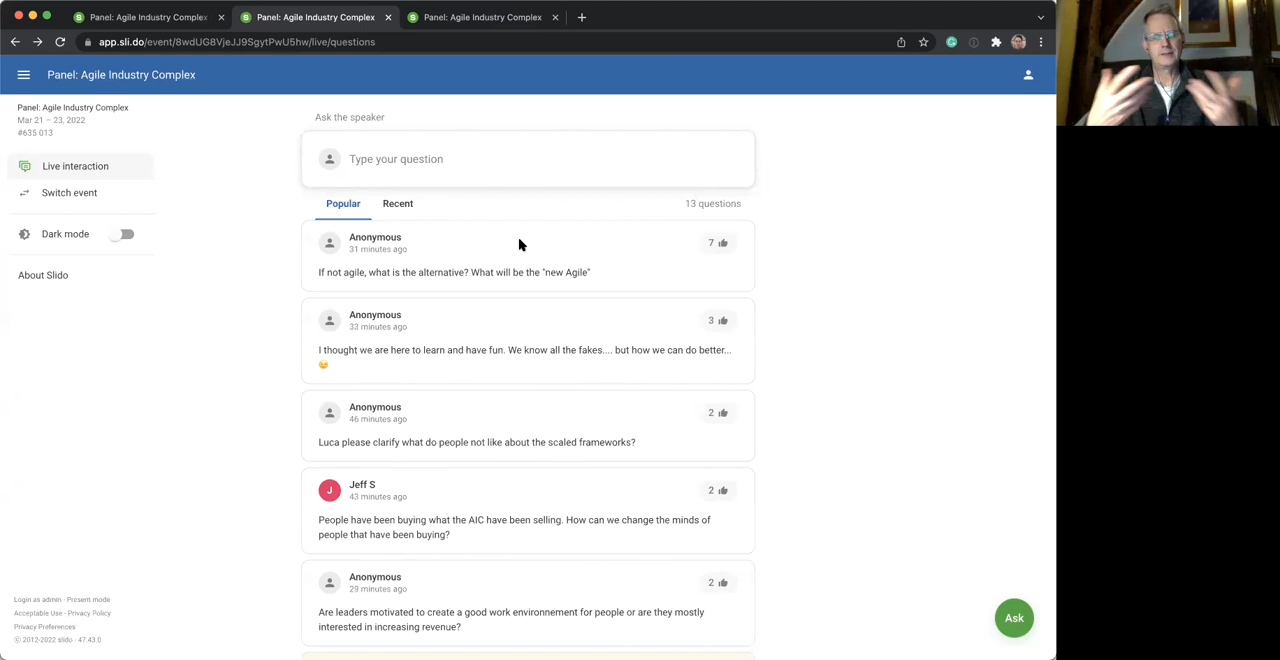 Panel: Agile Industry Complex
Panel: Agile Industry Complex
Panel: Agile Industry Complex
app.sli.do/event/8wdUG8VjeJJ9SgytPwU5hw/live/questions
Panel: Agile Industry Complex
Panel: Agile Industry Complex
Mar 21 – 23, 2022
#635 013
Live interaction
Switch event
Dark mode
About Slido
Ask the speaker
Type your question
Popular
Recent
13 questions
Anonymous
31 minutes ago
7
If not agile, what is the alternative? What will be the "new Agile"
Anonymous
33 minutes ago
3
I thought we are here to learn and have fun. We know all the fakes.... but how we can do better...
Anonymous
46 minutes ago
2
Luca please clarify what do people not like about the scaled frameworks?
J
Jeff S
43 minutes ago
2
People have been buying what the AIC have been selling. How can we change the minds of
people that have been buying?
Anonymous
29 minutes ago
2
Are leaders motivated to create a good work environnement for people or are they mostly
interested in increasing revenue?
Login as admin - Present mode
Acceptable Use - Privacy Policy
Privacy Preferences
© 2012-2022 slido - 47.43.0
Ask